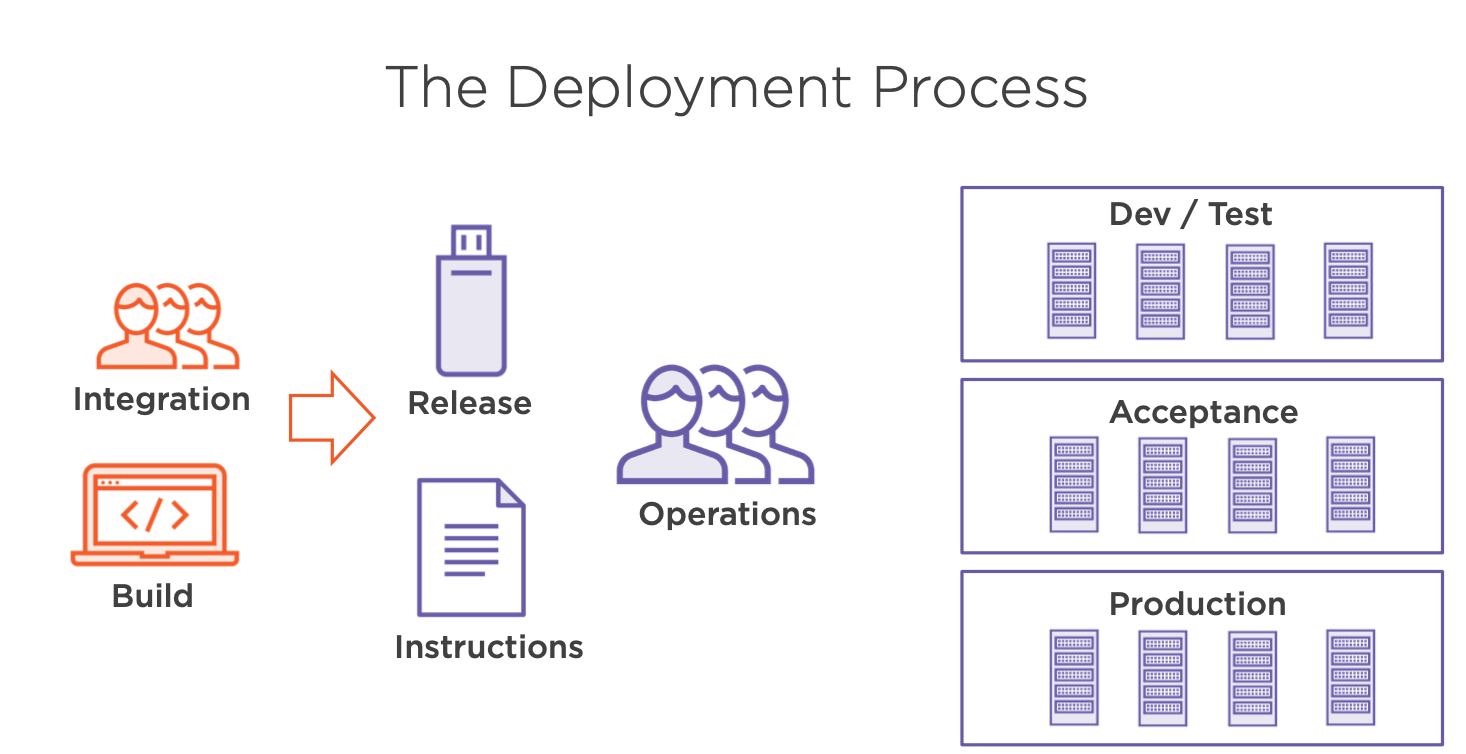 The Deployment Process
Integration
Build
</>
Release
Instructions
Operations
Dev / Test
Acceptance
Production